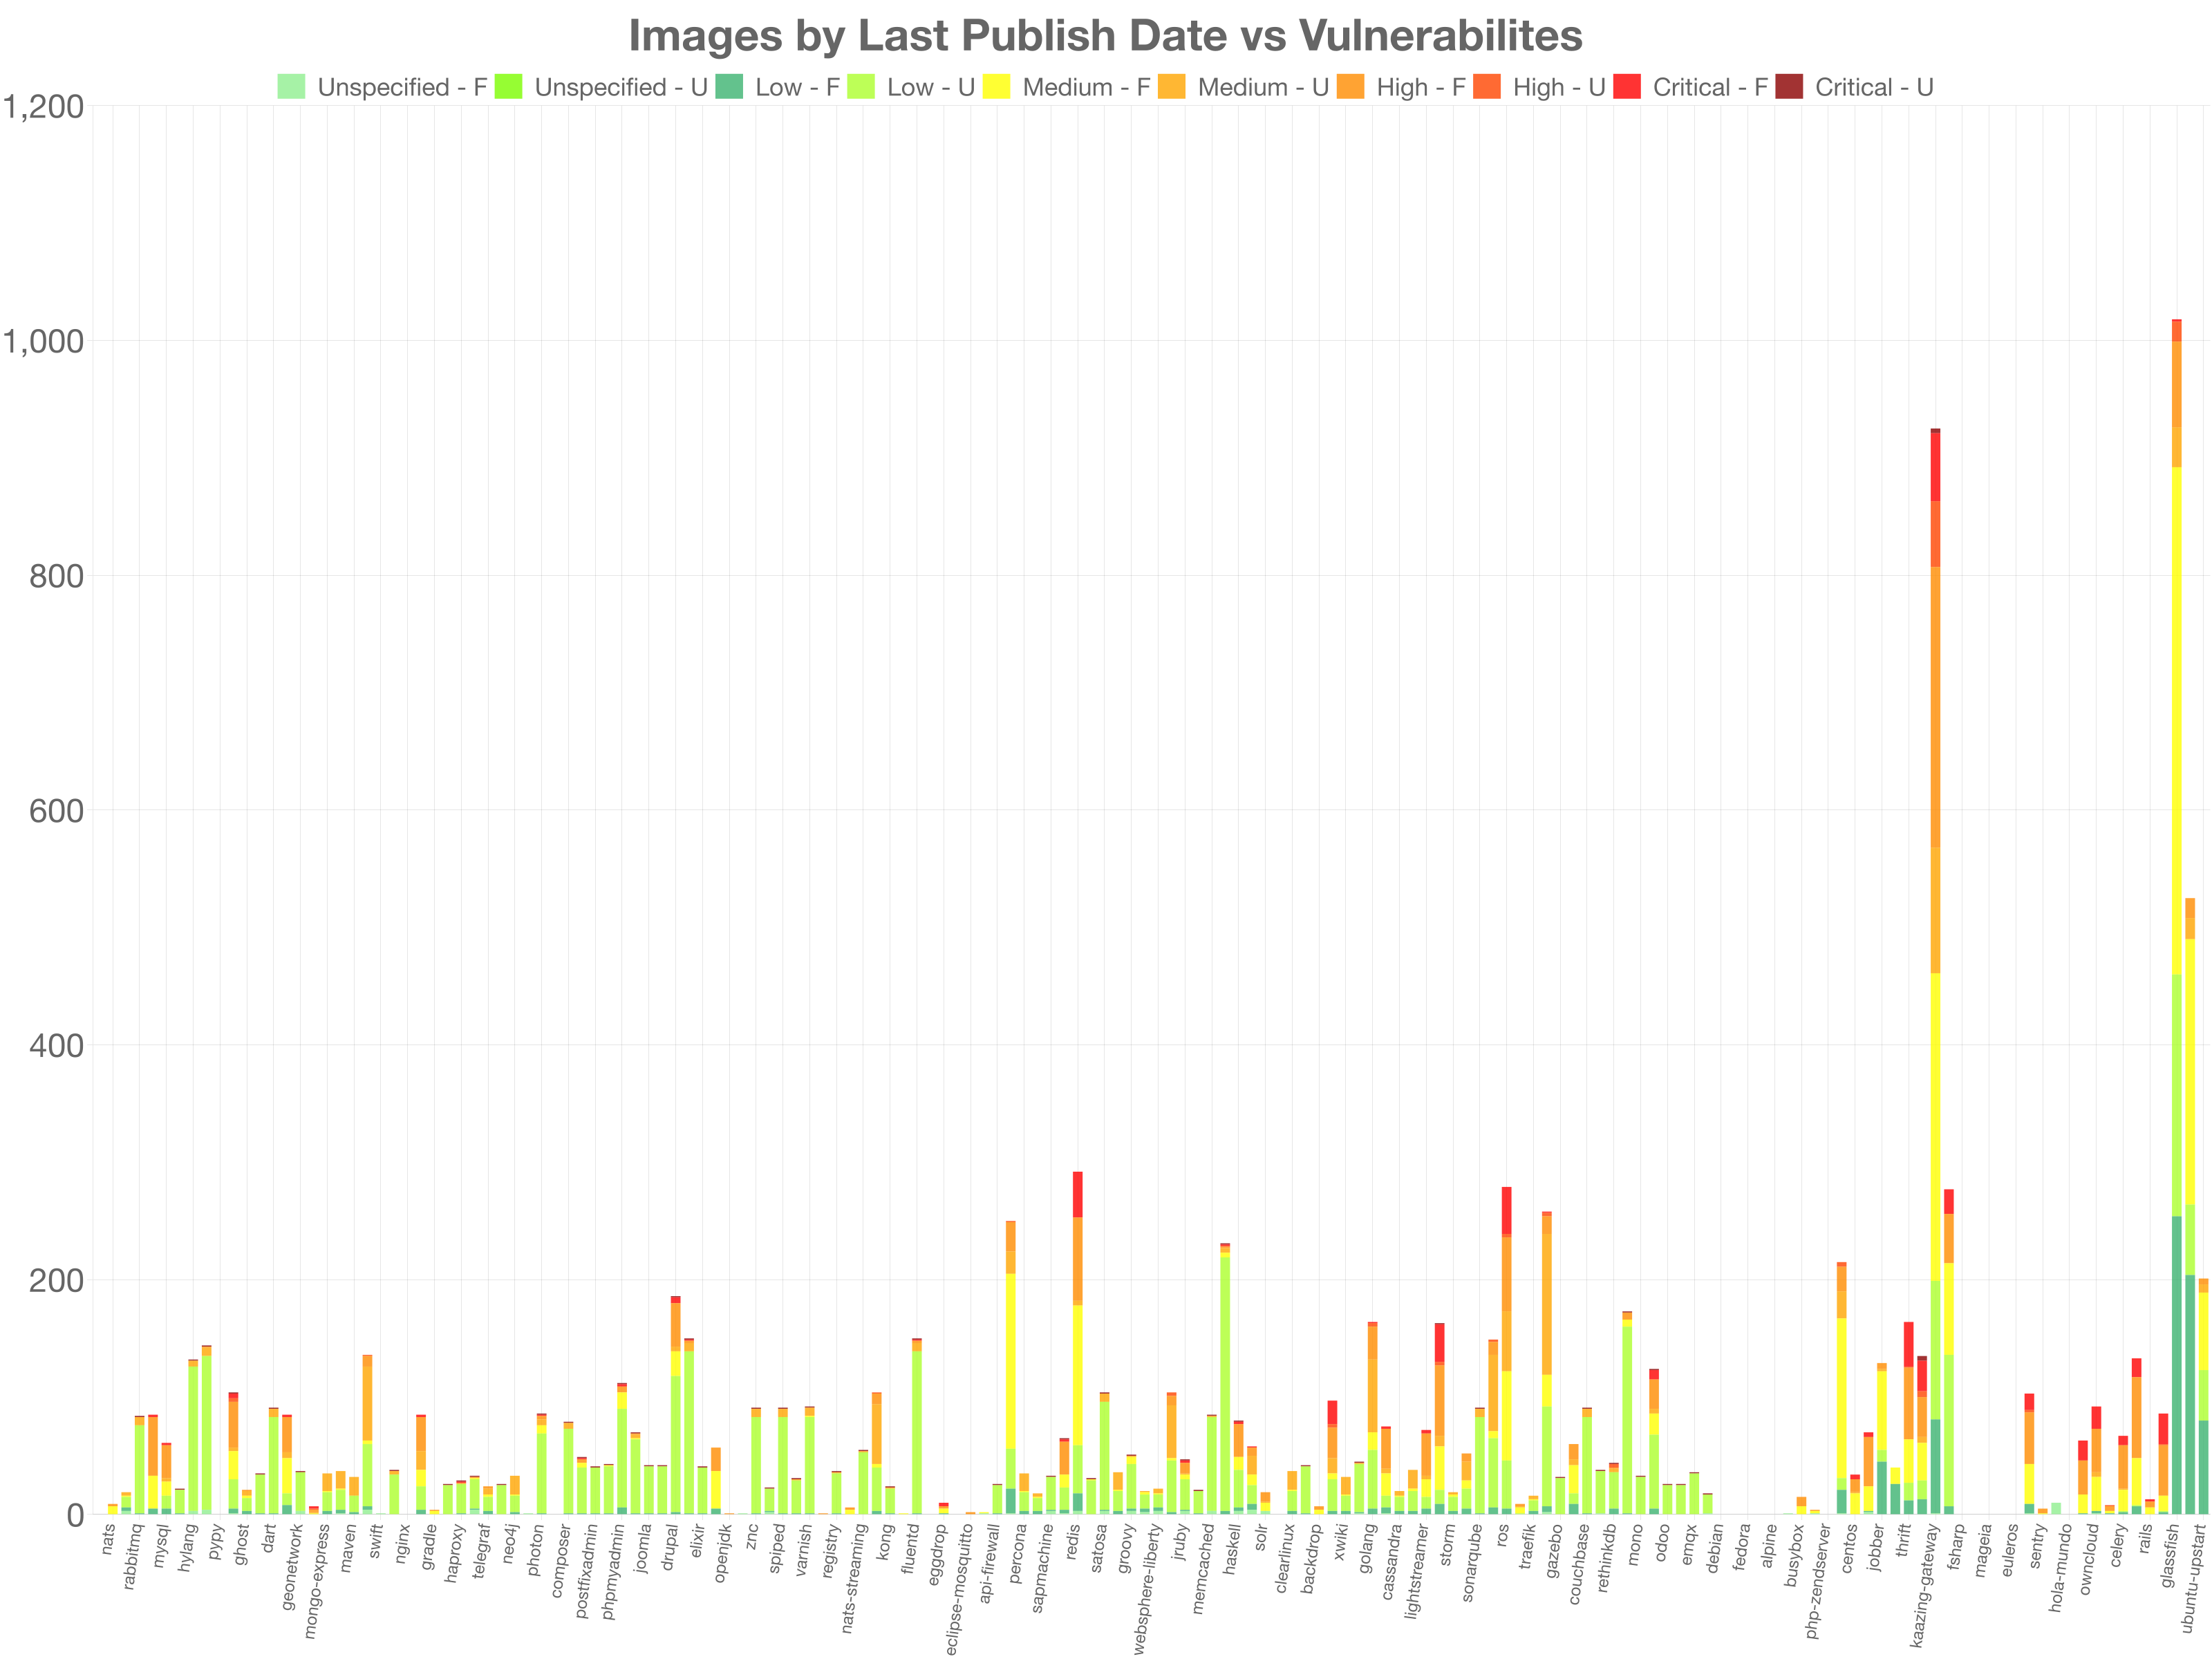 Images by Last Publish Date vs Vulnerabilites
Unspecified - F Unspecified - U Low - F Low - U Medium - F Medium - U High - F High - U Critical - F Critical - U
1,200
1,000
800
600
400
200
0
nats
rabbitmq
mysql
hylang
pypy
ghost
dart
geonetwork
mongo-express
maven
swift
nginx
gradle
haproxy
telegraf
neo4j
photon
composer
postfixadmin
phpmyadmin
joomla
drupal
elixir
openjdk
znc
spiped
varnish
registry
nats-streaming
kong
fluentd
eggdrop
eclipse-mosquitto
api-firewall
percona
sapmachine
redis
satosa
groovy
websphere-liberty
jruby
memcached
haskell
solr
clearlinux
backdrop
xwiki
golang
cassandra
lightstreamer
storm
sonarqube
ros
traefik
gazebo
couchbase
rethinkdb
mono
odoo
emqx
debian
fedora
alpine
busybox
php-zendserver
centos
jobber
thrift
kaazing-gateway
fsharp
mageia
euleros
sentry
hola-mundo
owncloud
celery
rails
glassfish
ubuntu-upstart